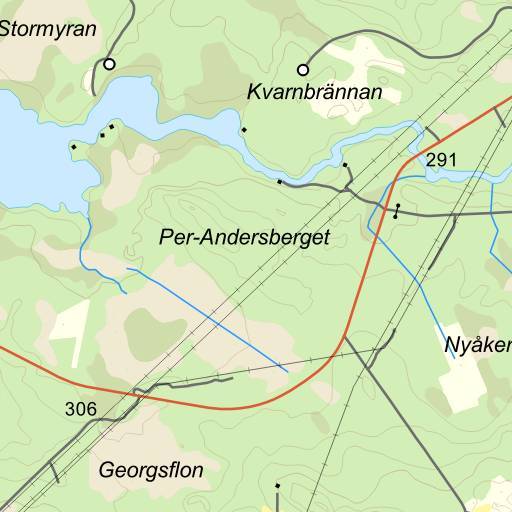 Stormyran
Kvarnbrännan
291
Per-Andersberget
Nyåker
306
Georgsflon